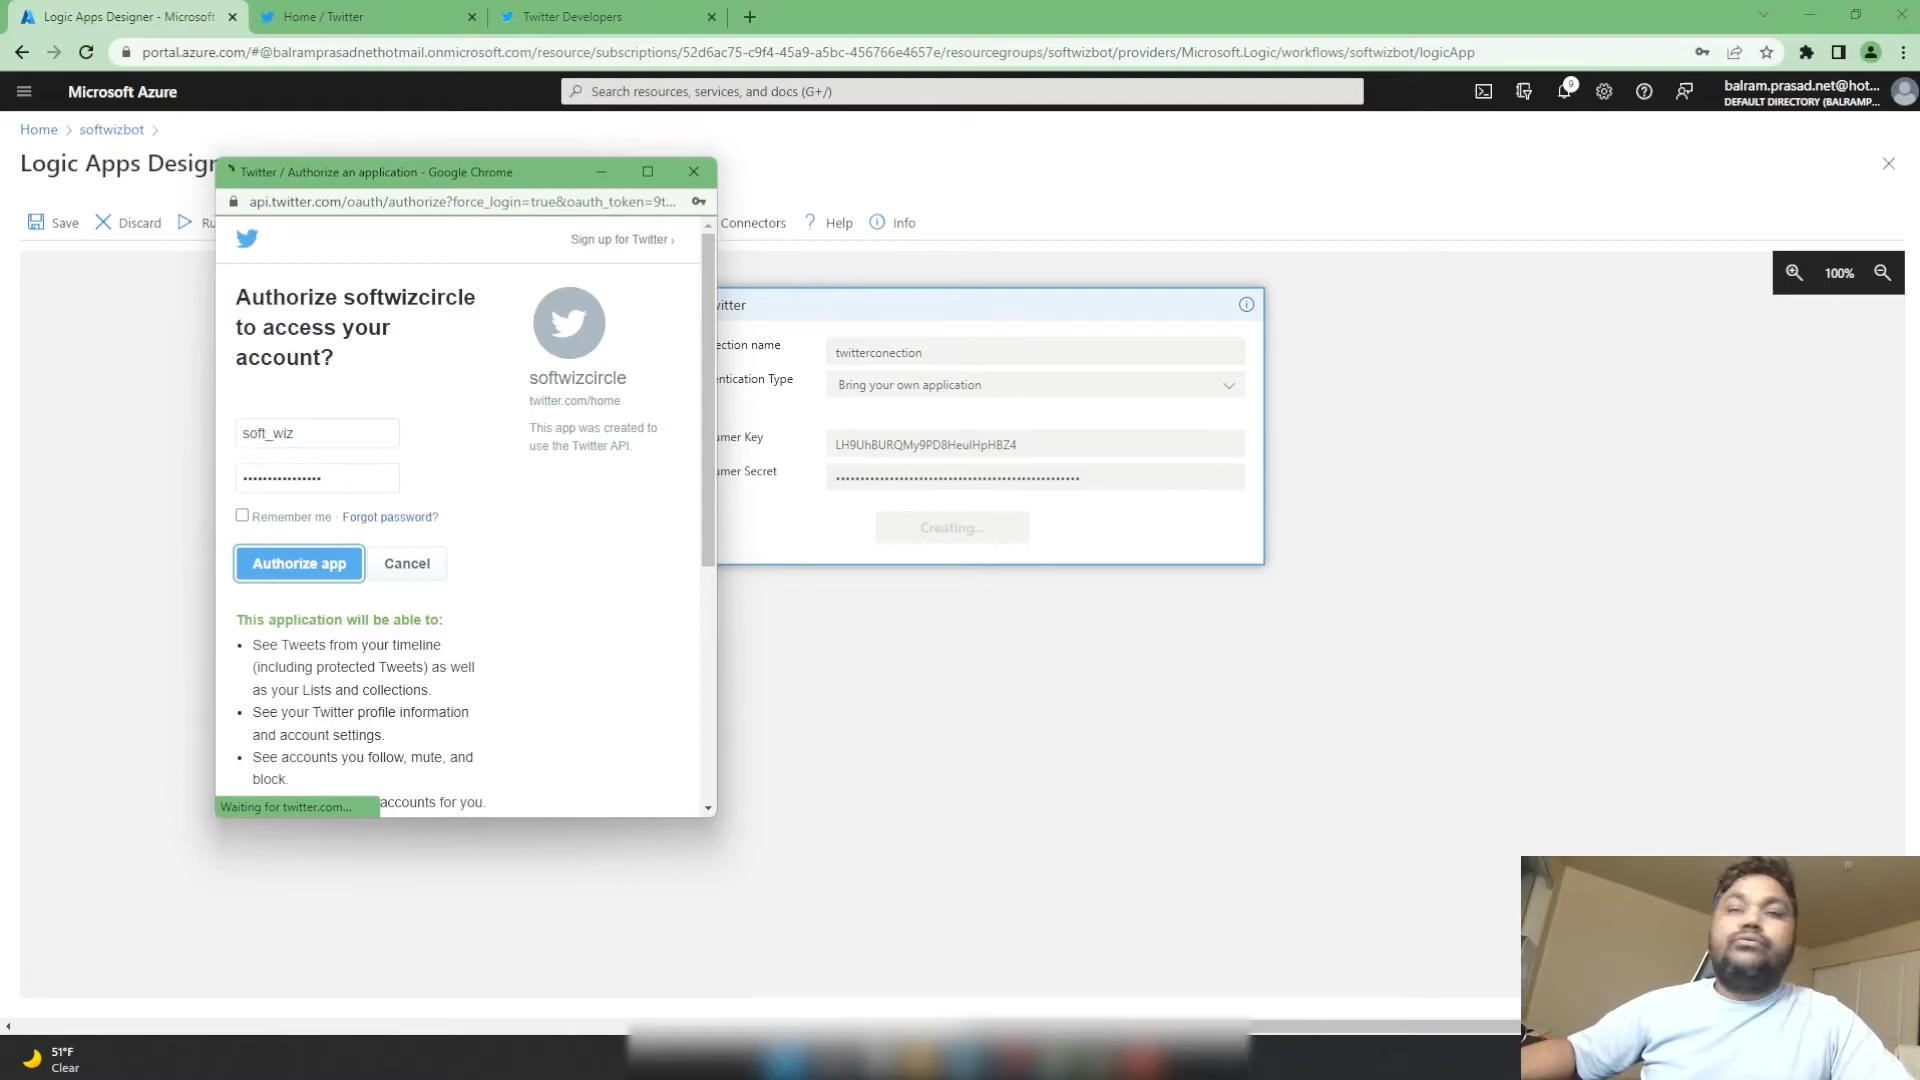 Logic Apps Designer - Microsoft
Home / Twitter
Twitter Developers
portal.azure.com/#@balramprasadnethotmail.onmicrosoft.com/resource/subscriptions/52d6ac75-c9f4-45a9-a5bc-456766e4657e/resourcegroups/softwizbot/providers/Microsoft.Logic/workflows/softwizbot/logicApp
Microsoft Azure
Search resources, services, and docs (G+/)
9
balram.prasad.net@hot...
DEFAULT DIRECTORY (BALRAMP...
Home > softwizbot >
Logic Apps Desigr
Save
Discard
Ru
Connectors
? Help
Info
100%
Twitter / Authorize an application - Google Chrome
api.twitter.com/oauth/authorize?force_login=true&oauth_token=9t...
Sign up for Twitter ›
Authorize softwizcircle
to access your
account?
softwizcircle
twitter.com/home
This app was created to
use the Twitter API.
soft_wiz
Remember me · Forgot password?
Authorize app
Cancel
This application will be able to:
• See Tweets from your timeline
(including protected Tweets) as well
as your Lists and collections.
• See your Twitter profile information
and account settings.
• See accounts you follow, mute, and
block.
accounts for you.
Waiting for twitter.com...
witter
ection name
twitterconection
entication Type
Bring your own application
umer Key
LH9UhBURQMy9PD8HeuIHpHBZ4
umer Secret
Creating...
51°F
Clear